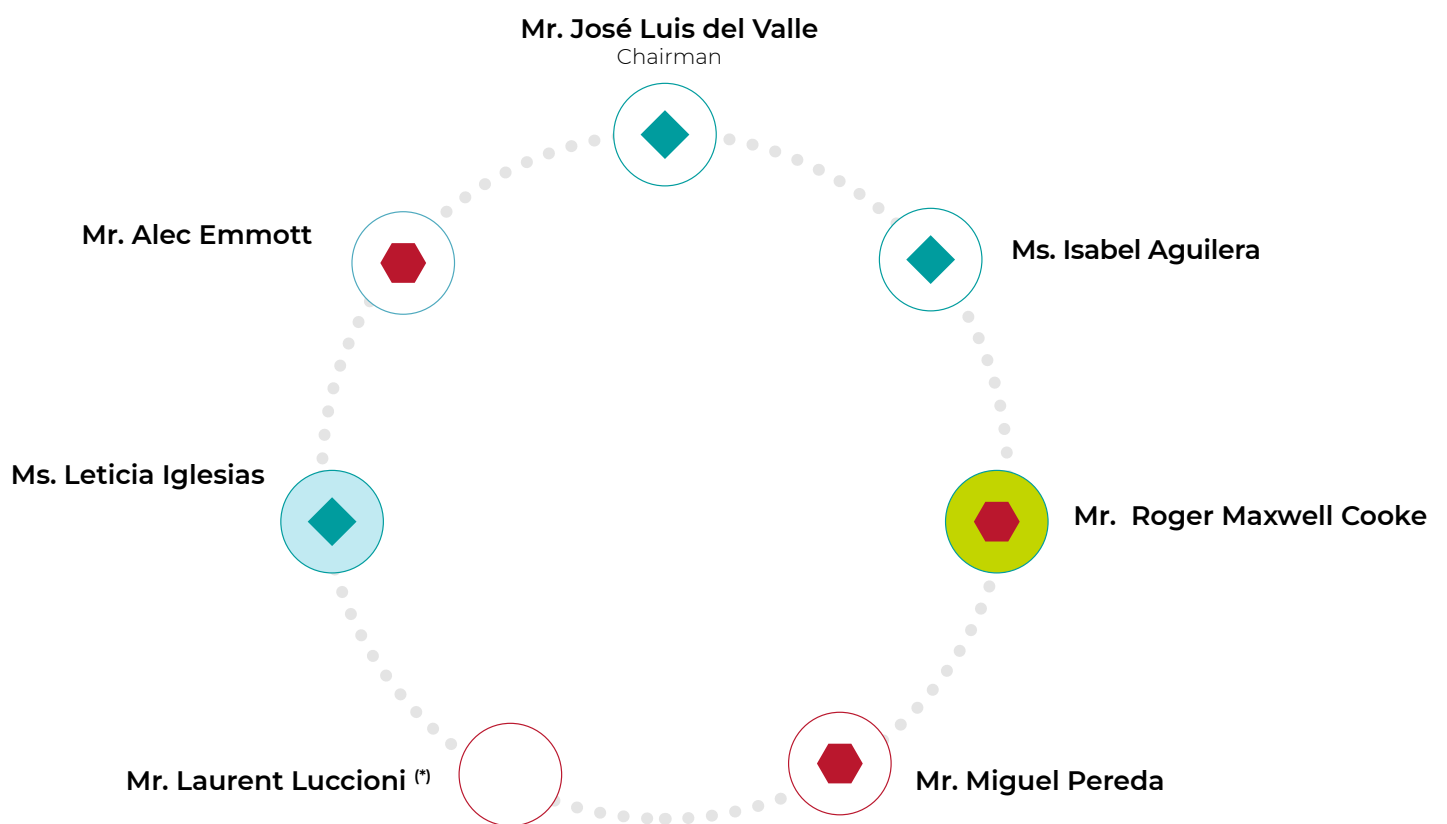 Mr. José Luis del Valle
Chairman
Mr. Alec Emmott
Ms. Isabel Aguilera
Ms. Leticia Iglesias
Mr. Roger Maxwell Cooke
Mr. Laurent Luccioni (*)
Mr. Miguel Pereda